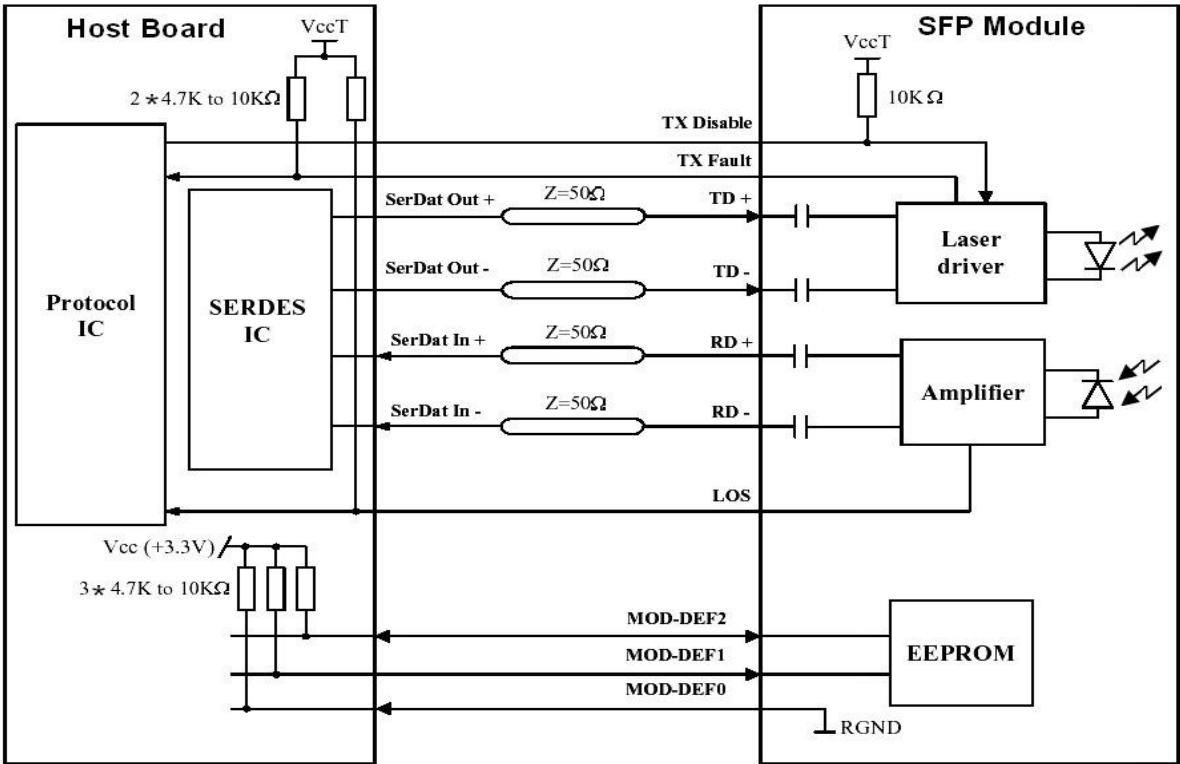 Host Board
SFP Module
VccT
VccT
2*4.7K to 10KΩ
10KΩ
TX Disable
TX Fault
SerDat Out +
Z=50Ω
TD +
SerDat Out -
Z=50Ω
TD -
Laser
driver
Protocol
IC
SERDES
IC
SerDat In +
Z=50Ω
RD +
SerDat In -
Z=50Ω
RD -
Amplifier
LOS
Vcc (+3.3V)
3*4.7K to 10KΩ
MOD-DEF2
MOD-DEF1
MOD-DEF0
EEPROM
RGND